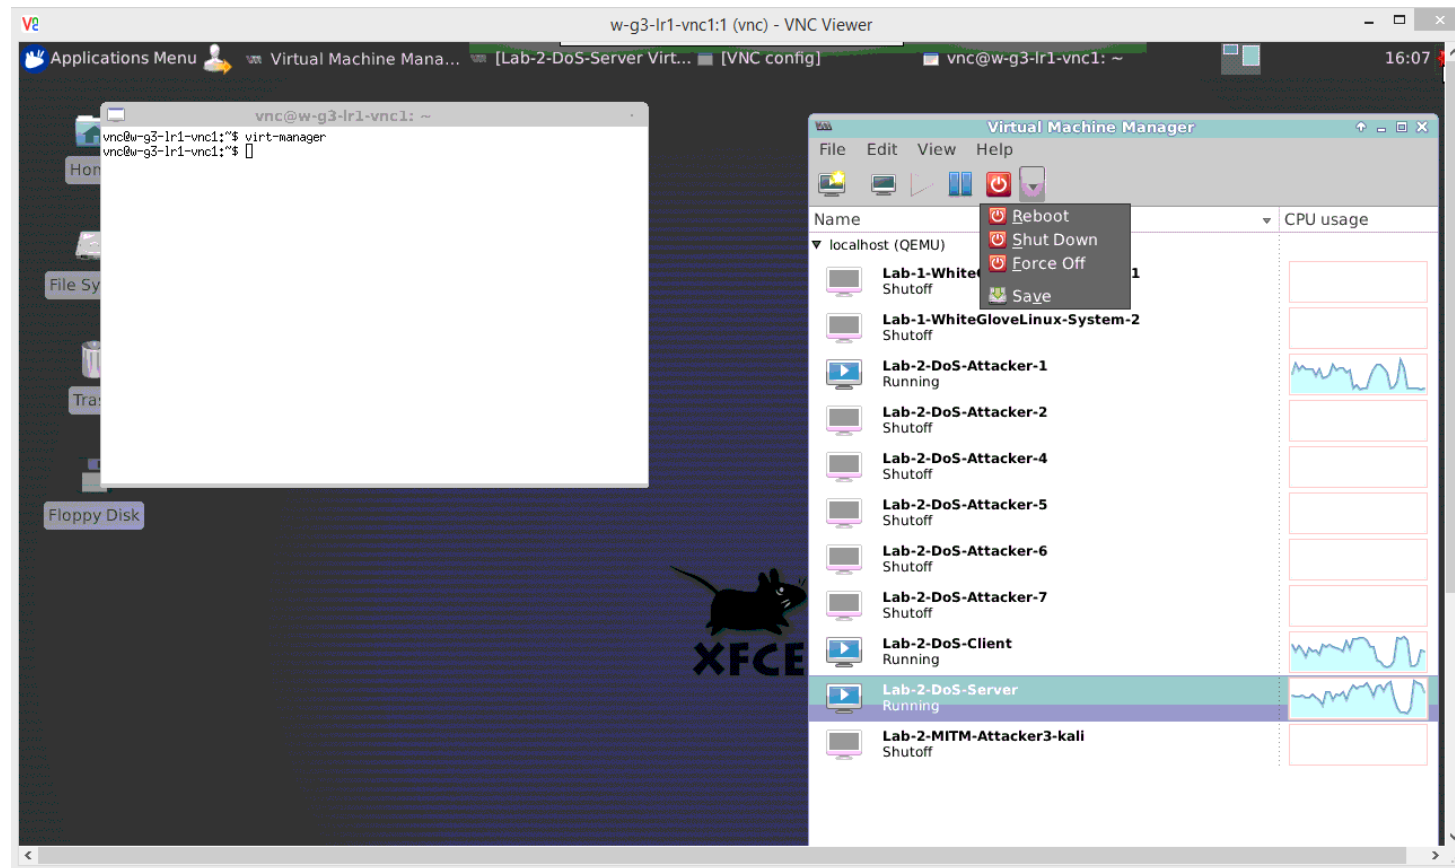 w-g3-lr1-vnc1:1 (vnc) - VNC Viewer
Applications Menu Virtual Machine Mana... [Lab-2-DoS-Server Virt... [VNC config] vnc@w-g3-lr1-vnc1: ~ 16:07
vnc@w-g3-lr1-vnc1: ~
vnc@w-g3-lr1-vnc1:~$ virt-manager
vnc@w-g3-lr1-vnc1:~$
File Sy
Floppy Disk
XFCE
Virtual Machine Manager
File Edit View Help
Reboot
Shut Down
Force Off
Save
Name CPU usage
localhost (QEMU)
Lab-1-White 1
Shutoff
Lab-1-WhiteGloveLinux-System-2
Shutoff
Lab-2-DoS-Attacker-1
Running
Lab-2-DoS-Attacker-2
Shutoff
Lab-2-DoS-Attacker-4
Shutoff
Lab-2-DoS-Attacker-5
Shutoff
Lab-2-DoS-Attacker-6
Shutoff
Lab-2-DoS-Attacker-7
Shutoff
Lab-2-DoS-Client
Running
Lab-2-DoS-Server
Running
Lab-2-MITM-Attacker3-kali
Shutoff